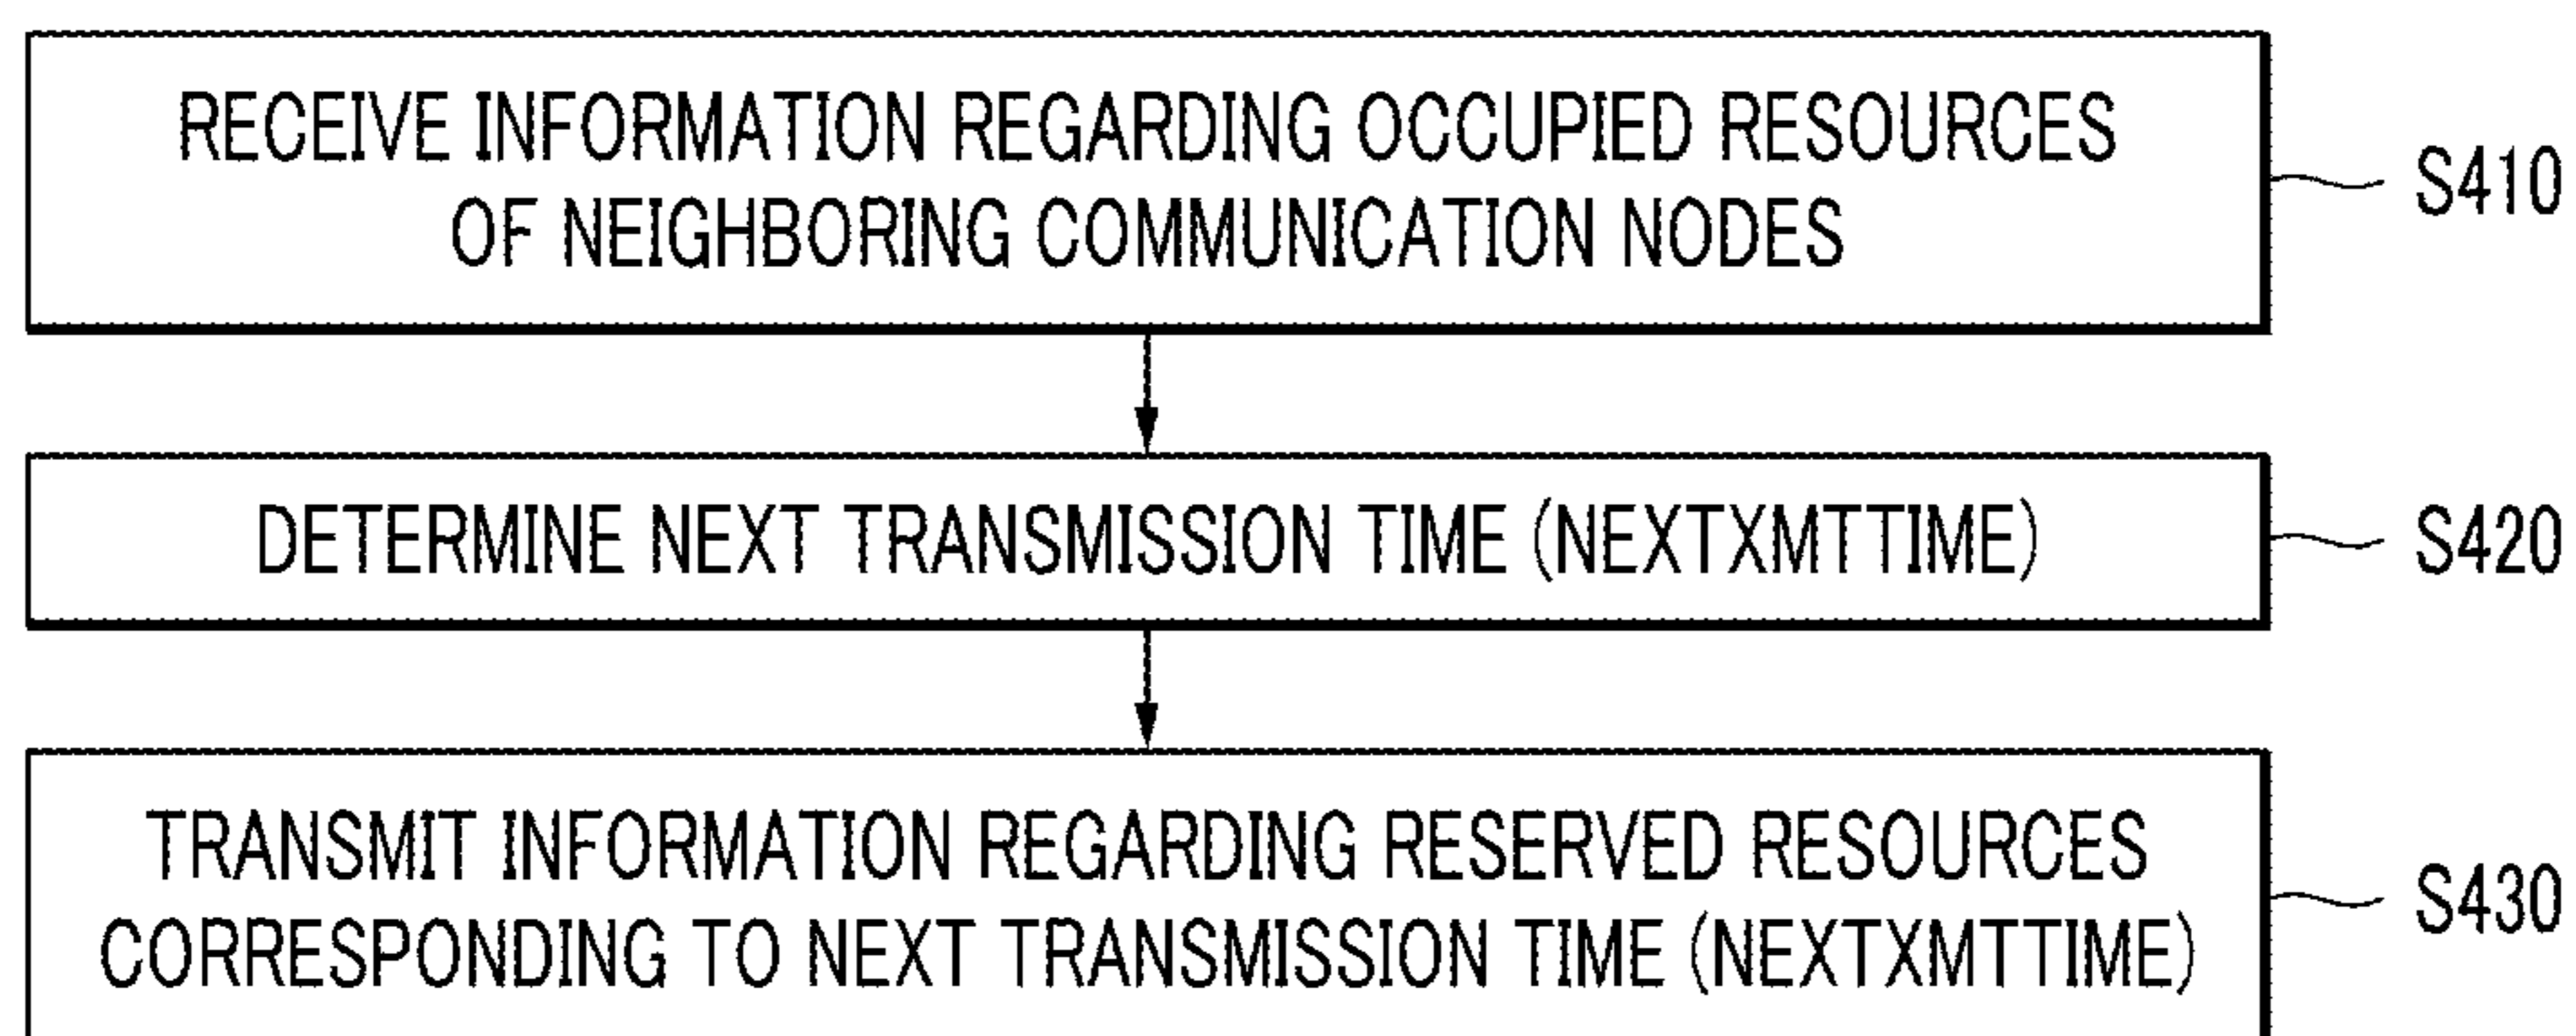 RECEIVE INFORMATION REGARDING OCCUPIED RESOURCES
OF NEIGHBORING COMMUNICATION NODES
S410
DETERMINE NEXT TRANSMISSION TIME (NEXTXMTTIME)
S420
TRANSMIT INFORMATION REGARDING RESERVED RESOURCES
CORRESPONDING TO NEXT TRANSMISSION TIME (NEXTXMTTIME)
S430